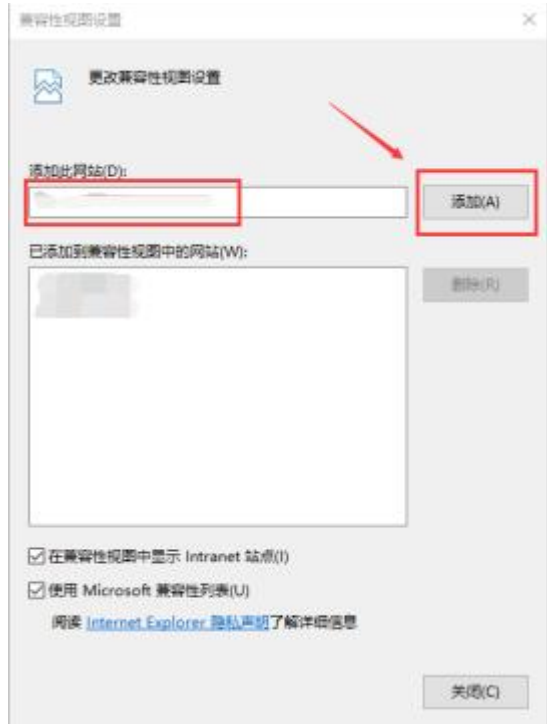 兼容性视图设置
更改兼容性视图设置
添加此网站(D):
添加(A)
已添加到兼容性视图中的网站(W):
删除(R)
在兼容性视图中显示 Intranet 站点(I)
使用 Microsoft 兼容性列表(U)
阅读 Internet Explorer 隐私声明了解详细信息
关闭(C)